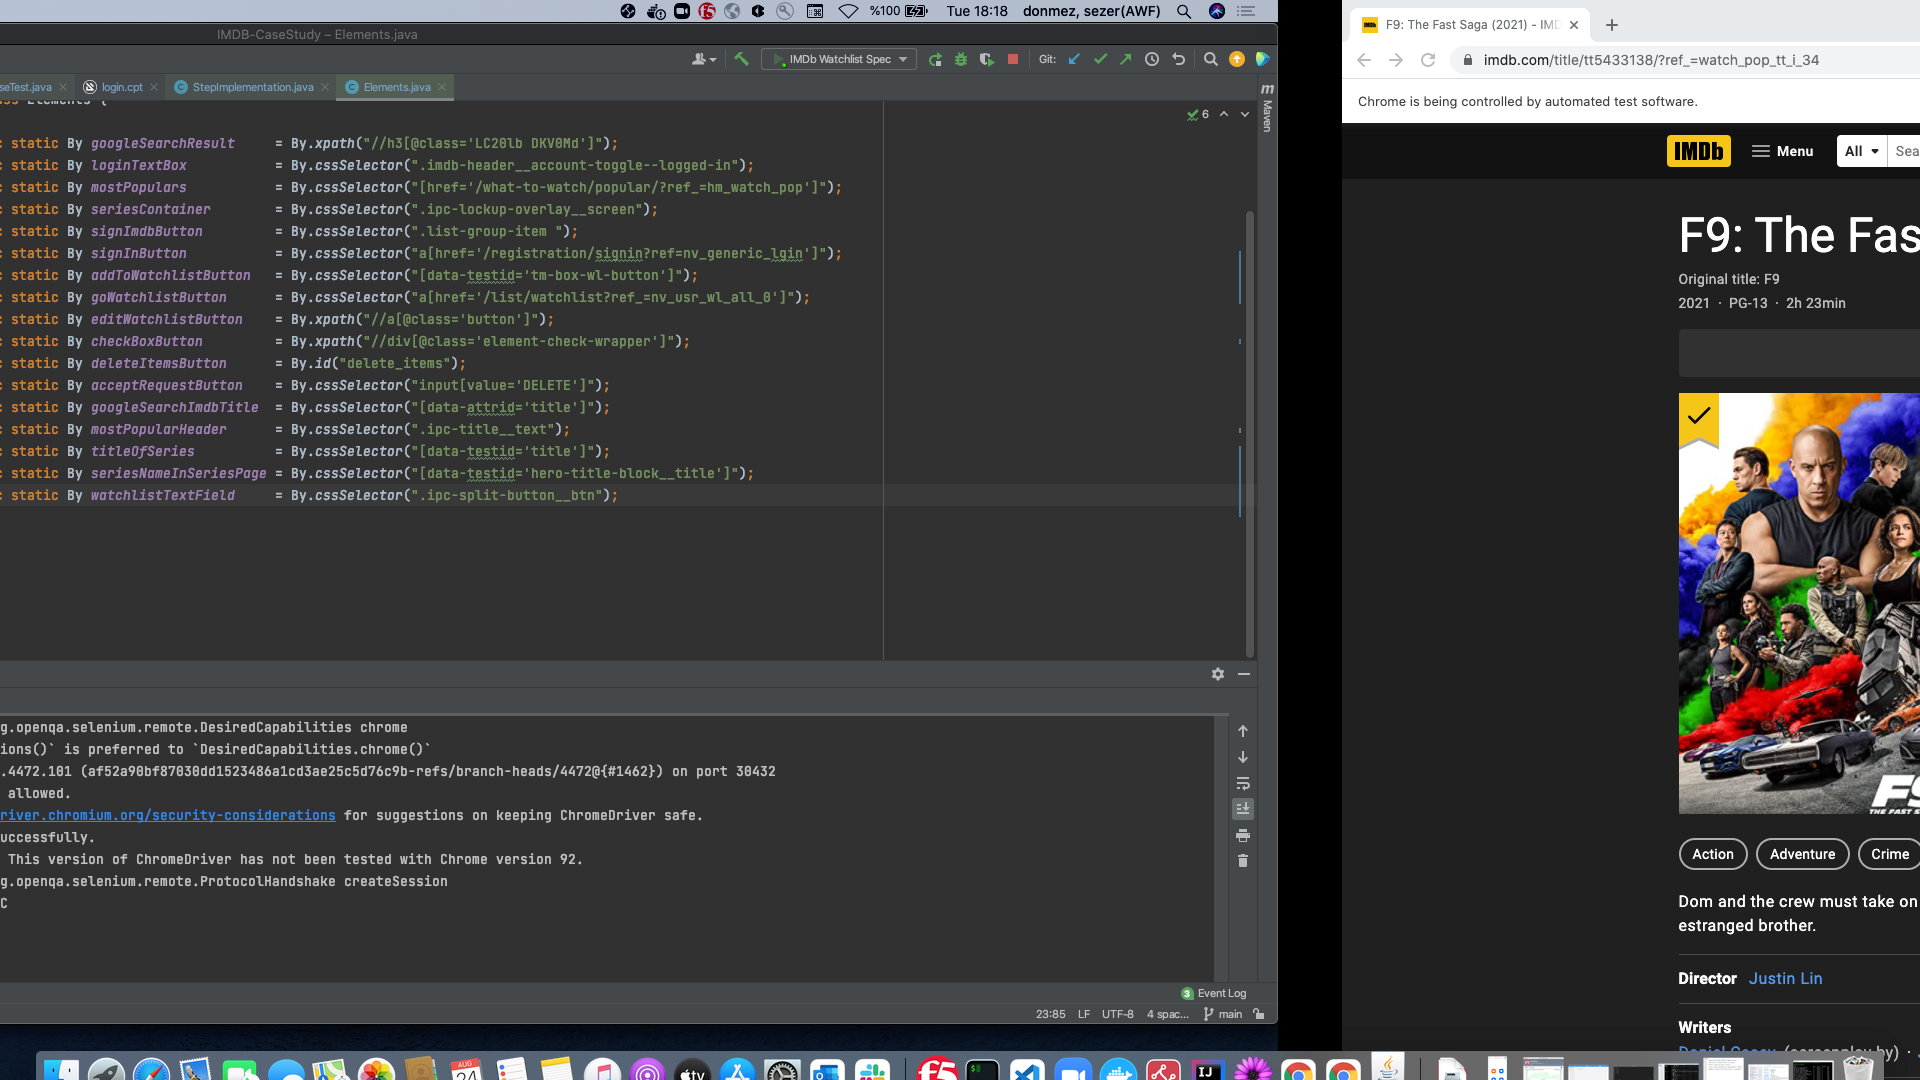 %100
Tue 18:18
donmez, sezer(AWF)
IMDB-CaseStudy – Elements.java
IMDb Watchlist Spec
Git:
seTest.java
login.cpt
StepImplementation.java
Elements.java
6
Maven
static By googleSearchResult = By.xpath("//h3[@class='LC20lb DKV0Md']");
static By loginTextBox = By.cssSelector(".imdb-header__account-toggle--logged-in");
static By mostPopulars = By.cssSelector("[href='/what-to-watch/popular/?ref_=hm_watch_pop']");
static By seriesContainer = By.cssSelector(".ipc-lockup-overlay__screen");
static By signImdbButton = By.cssSelector(".list-group-item ");
static By signInButton = By.cssSelector("a[href='/registration/signin?ref=nv_generic_lgin']");
static By addToWatchlistButton = By.cssSelector("[data-testid='tm-box-wl-button']");
static By goWatchlistButton = By.cssSelector("a[href='/list/watchlist?ref_=nv_usr_wl_all_0']");
static By editWatchlistButton = By.xpath("//a[@class='button']");
static By checkBoxButton = By.xpath("//div[@class='element-check-wrapper']");
static By deleteItemsButton = By.id("delete_items");
static By acceptRequestButton = By.cssSelector("input[value='DELETE']");
static By googleSearchImdbTitle = By.cssSelector("[data-attrid='title']");
static By mostPopularHeader = By.cssSelector(".ipc-title__text");
static By titleOfSeries = By.cssSelector("[data-testid='title']");
static By seriesNameInSeriesPage = By.cssSelector("[data-testid='hero-title-block__title']");
static By watchlistTextField = By.cssSelector(".ipc-split-button__btn");
g.openqa.selenium.remote.DesiredCapabilities chrome
ions()` is preferred to `DesiredCapabilities.chrome()`
.4472.101 (af52a90bf87030dd1523486a1cd3ae25c5d76c9b-refs/branch-heads/4472@{#1462}) on port 30432
allowed.
river.chromium.org/security-considerations for suggestions on keeping ChromeDriver safe.
uccessfully.
This version of ChromeDriver has not been tested with Chrome version 92.
g.openqa.selenium.remote.ProtocolHandshake createSession
C
3 Event Log
23:85 LF UTF-8 4 spac... main
F9: The Fast Saga (2021) - IMD
imdb.com/title/tt5433138/?ref_=watch_pop_tt_i_34
Chrome is being controlled by automated test software.
IMDb
Menu
All
Sea
F9: The Fas
Original title: F9
2021 · PG-13 · 2h 23min
F9
Action
Adventure
Crime
Dom and the crew must take on
estranged brother.
Director Justin Lin
Writers
AUG
24
tv
F5
IJ